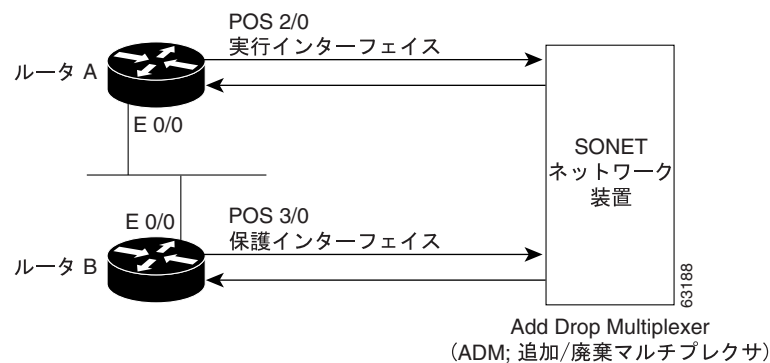 POS 2/0
実行インターフェイス
ルータ A
E 0/0
SONET
ネットワーク
装置
E 0/0
POS 3/0
保護インターフェイス
ルータ B
63188
Add Drop Multiplexer
(ADM; 追加/廃棄マルチプレクサ)